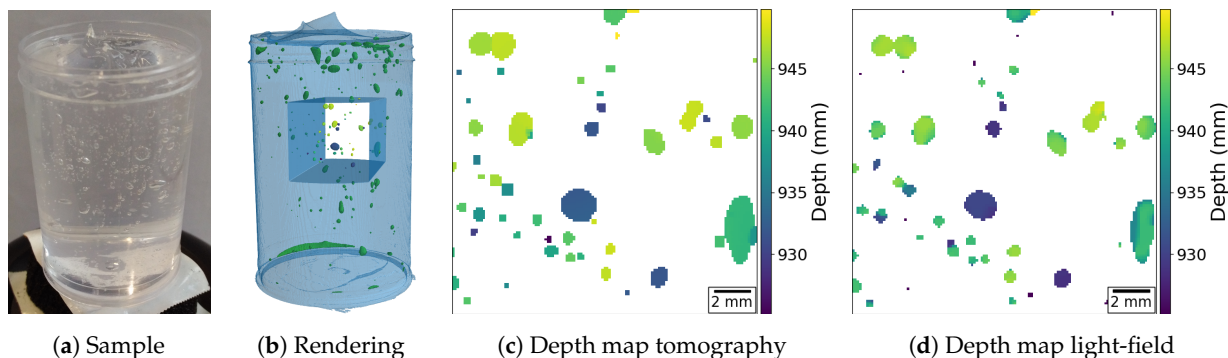 945
940
935
930
Depth (mm)
2 mm
945
940
935
930
Depth (mm)
2 mm
(a) Sample
(b) Rendering
(c) Depth map tomography
(d) Depth map light-field